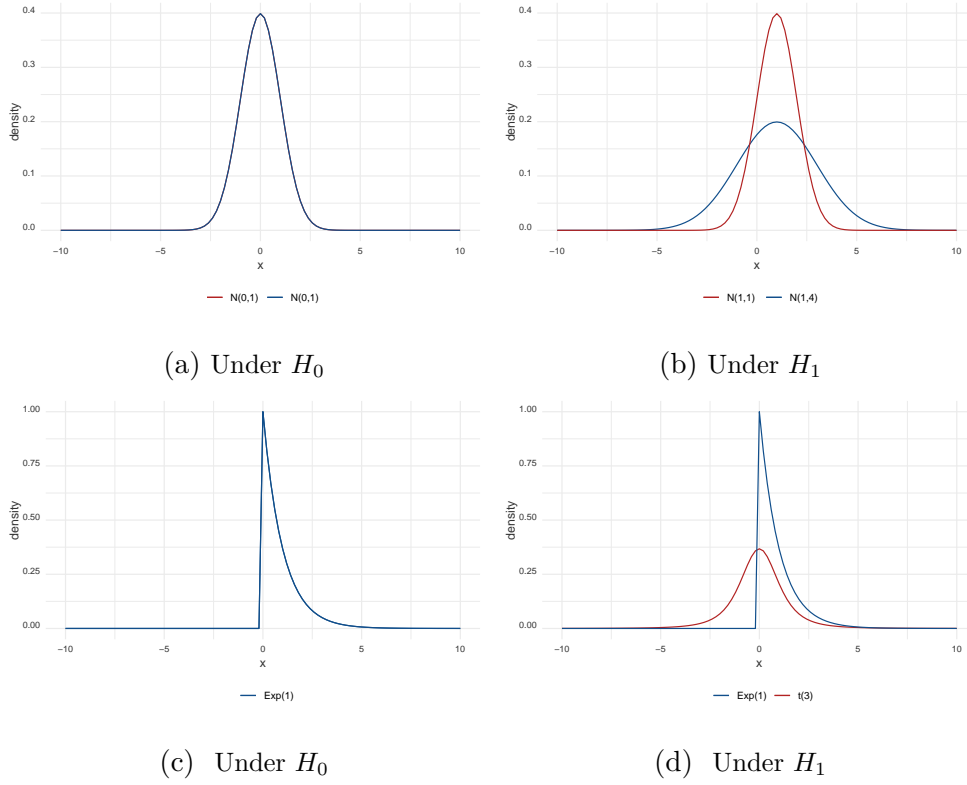 0.4
0.3
0.2
0.1
0.0
density
−10 −5 0 5 10
x
N(0,1) N(0,1)
(a) Under H₀
0.4
0.3
0.2
0.1
0.0
density
−10 −5 0 5 10
x
N(1,1) N(1,4)
(b) Under H₁
1.00
0.75
0.50
0.25
0.00
density
−10 −5 0 5 10
x
Exp(1)
(c) Under H₀
1.00
0.75
0.50
0.25
0.00
density
−10 −5 0 5 10
x
Exp(1) t(3)
(d) Under H₁